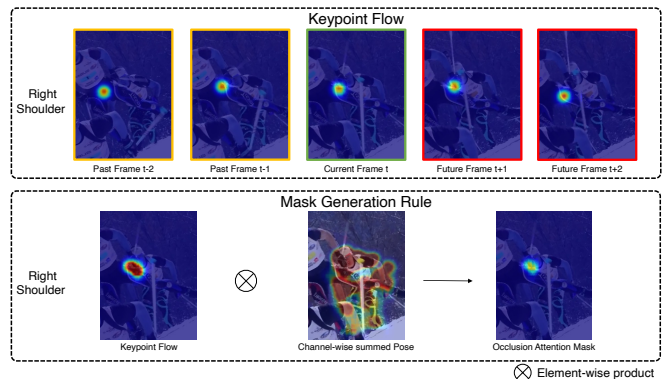 Keypoint Flow
Right
Shoulder
Past Frame t-2
Past Frame t-1
Current Frame t
Future Frame t+1
Future Frame t+2
Mask Generation Rule
Right
Shoulder
Keypoint Flow
Channel-wise summed Pose
Occlusion Attention Mask
Element-wise product